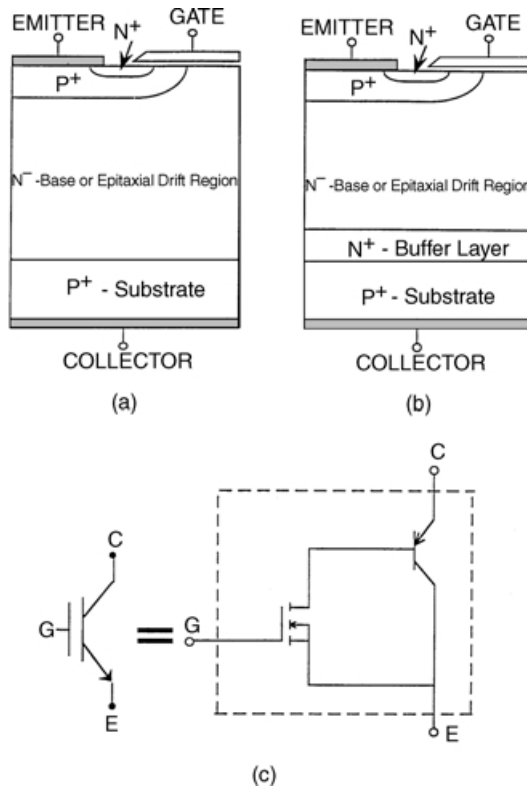 EMITTER N+ GATE
P+
N− -Base or Epitaxial Drift Region
P+ - Substrate
COLLECTOR
(a)
EMITTER N+ GATE
P+
N− -Base or Epitaxial Drift Region
N+ - Buffer Layer
P+ - Substrate
COLLECTOR
(b)
C
G
E
=
C
G
E
(c)